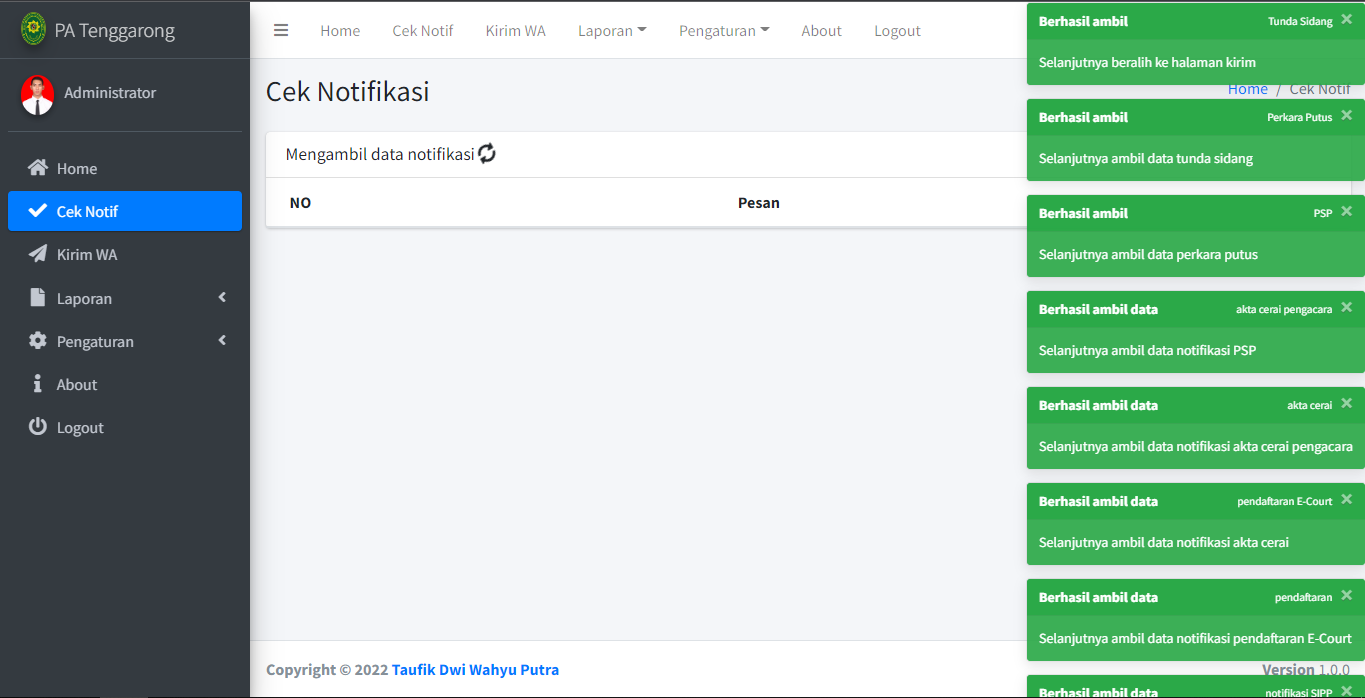 PA Tenggarong
Administrator
Home
Cek Notif
Kirim WA
Laporan
Pengaturan
About
Logout
Home Cek Notif Kirim WA Laporan Pengaturan About Logout
Cek Notifikasi
Home / Cek Notif
Mengambil data notifikasi
NO Pesan
Copyright © 2022 Taufik Dwi Wahyu Putra
Version 1.0.0
Berhasil ambil Tunda Sidang ×
Selanjutnya beralih ke halaman kirim
Berhasil ambil Perkara Putus ×
Selanjutnya ambil data tunda sidang
Berhasil ambil PSP ×
Selanjutnya ambil data perkara putus
Berhasil ambil data akta cerai pengacara ×
Selanjutnya ambil data notifikasi PSP
Berhasil ambil data akta cerai ×
Selanjutnya ambil data notifikasi akta cerai pengacara
Berhasil ambil data pendaftaran E-Court ×
Selanjutnya ambil data notifikasi akta cerai
Berhasil ambil data pendaftaran ×
Selanjutnya ambil data notifikasi pendaftaran E-Court
Berhasil ambil data notifikasi SIPP ×